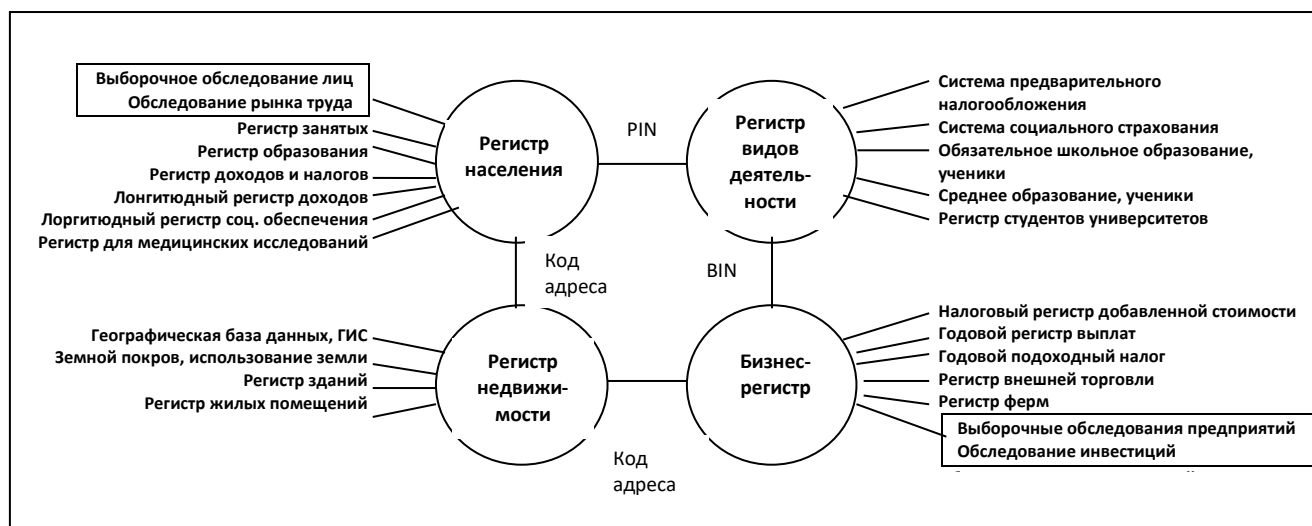 Выборочное обследование лиц
Обследование рынка труда
Регистр занятых
Регистр образования
Регистр доходов и налогов
Лонгитюдный регистр доходов
Лоргитюдный регистр соц. обеспечения
Регистр для медицинских исследований
Регистр
населения
PIN
Регистр
видов
деятель-
ности
Система предварительного
налогообложения
Система социального страхования
Обязательное школьное образование,
ученики
Среднее образование, ученики
Регистр студентов университетов
Код
адреса
BIN
Географическая база данных, ГИС
Земной покров, использование земли
Регистр зданий
Регистр жилых помещений
Регистр
недвижи-
мости
Бизнес-
регистр
Налоговый регистр добавленной стоимости
Годовой регистр выплат
Годовой подоходный налог
Регистр внешней торговли
Регистр ферм
Выборочные обследования предприятий
Обследование инвестиций
Код
адреса